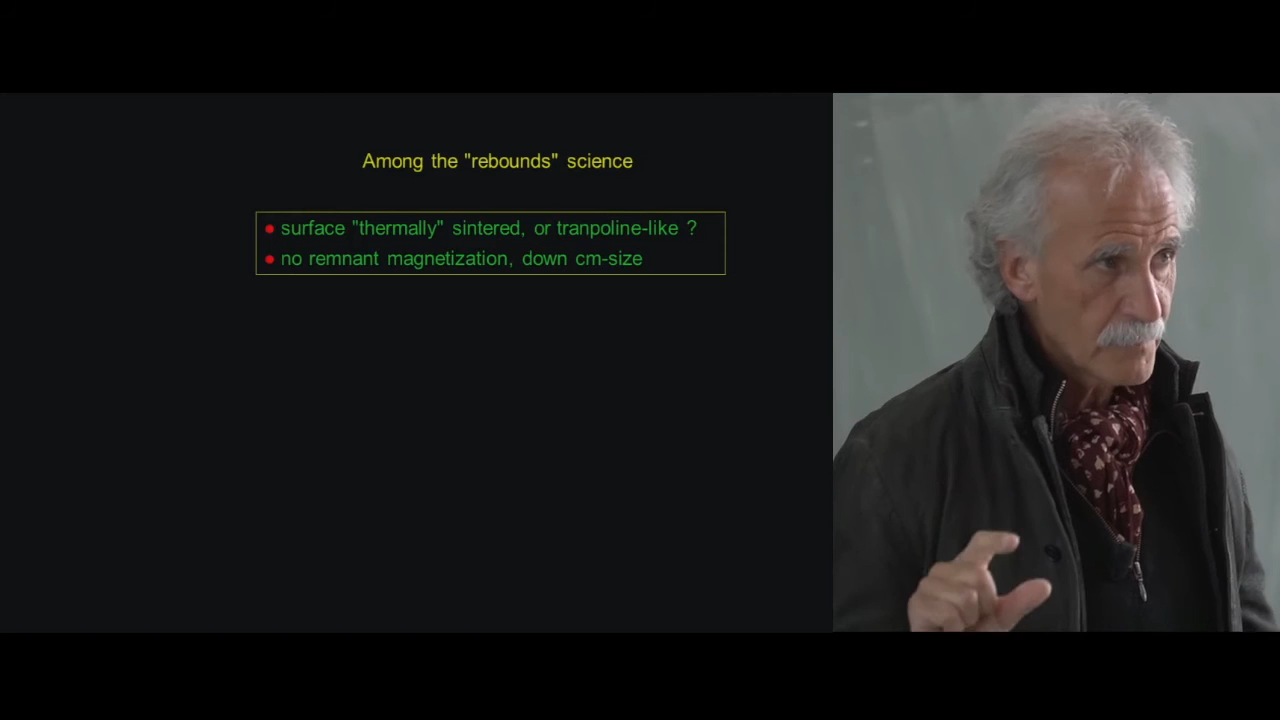 Among the "rebounds" science
surface "thermally" sintered, or tranpoline-like ?
no remnant magnetization, down cm-size